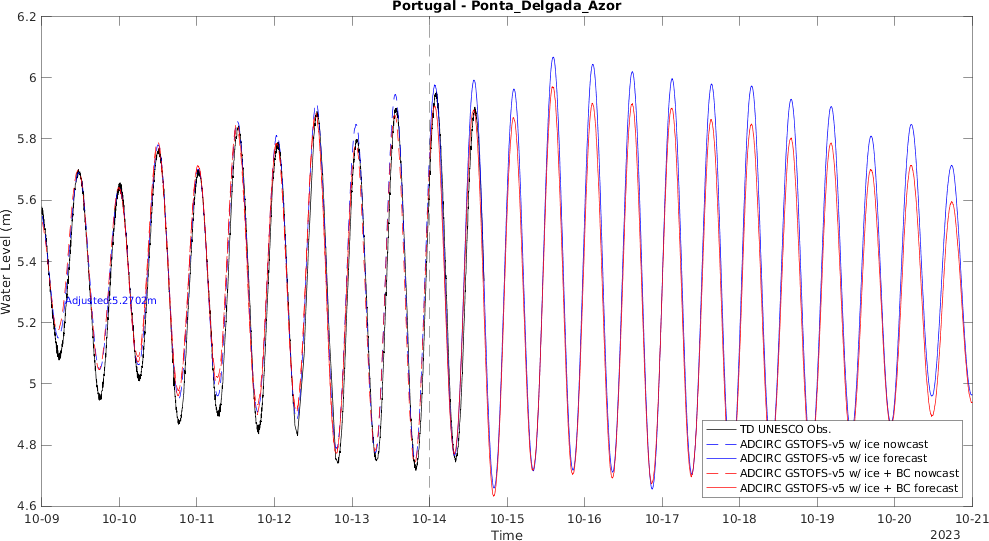 Portugal - Ponta_Delgada_Azor
6.2
6
5.8
5.6
5.4
5.2
5
4.8
4.6
Water Level (m)
Adjusted:5.2702m
TD UNESCO Obs.
ADCIRC GSTOFS-v5 w/ ice nowcast
ADCIRC GSTOFS-v5 w/ ice forecast
ADCIRC GSTOFS-v5 w/ ice + BC nowcast
ADCIRC GSTOFS-v5 w/ ice + BC forecast
10-09 10-10 10-11 10-12 10-13 10-14 10-15 10-16 10-17 10-18 10-19 10-20 10-21
Time
2023